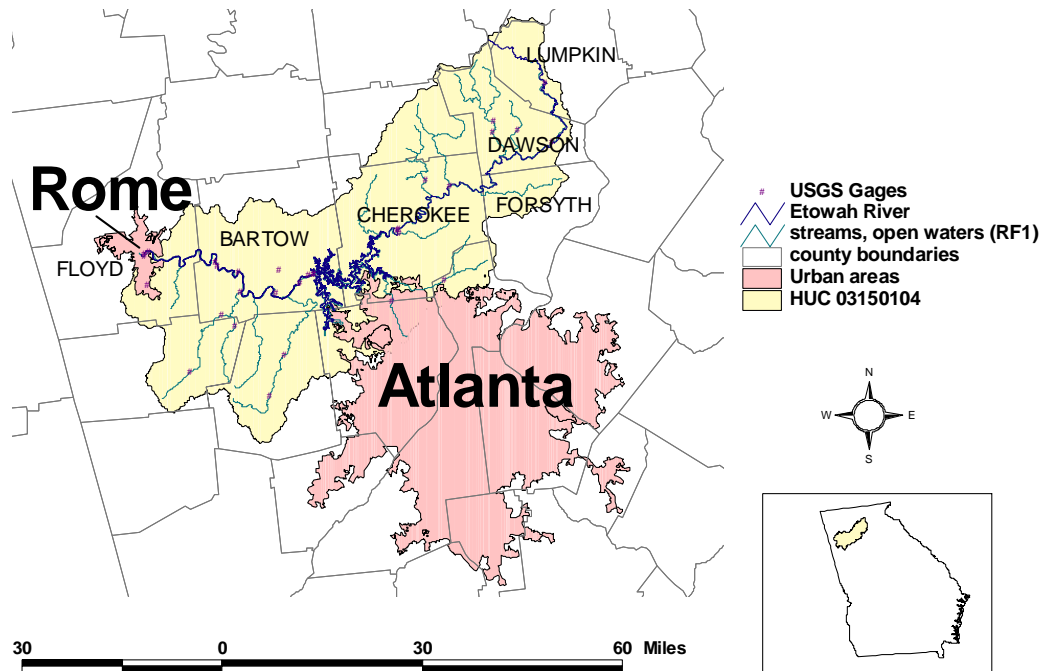 LUMPKIN
DAWSON
Rome
FORSYTH
CHEROKEE
BARTOW
FLOYD
Atlanta
# USGS Gages
Etowah River
streams, open waters (RF1)
county boundaries
Urban areas
HUC 03150104
N
W E
S
30 0 30 60 Miles